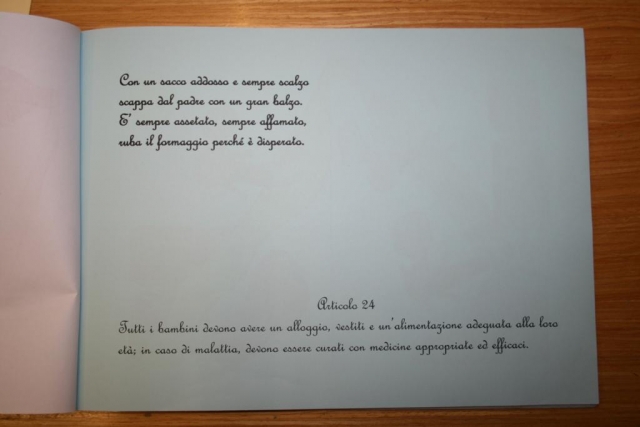 Con un sacco addosso e sempre scalzo
scappa dal padre con un gran balzo.
E' sempre assetato, sempre affamato,
ruba il formaggio perché è disperato.
Articolo 24
Tutti i bambini devono avere un alloggio, vestiti e un'alimentazione adeguata alla loro
età; in caso di malattia, devono essere curati con medicine appropriate ed efficaci.